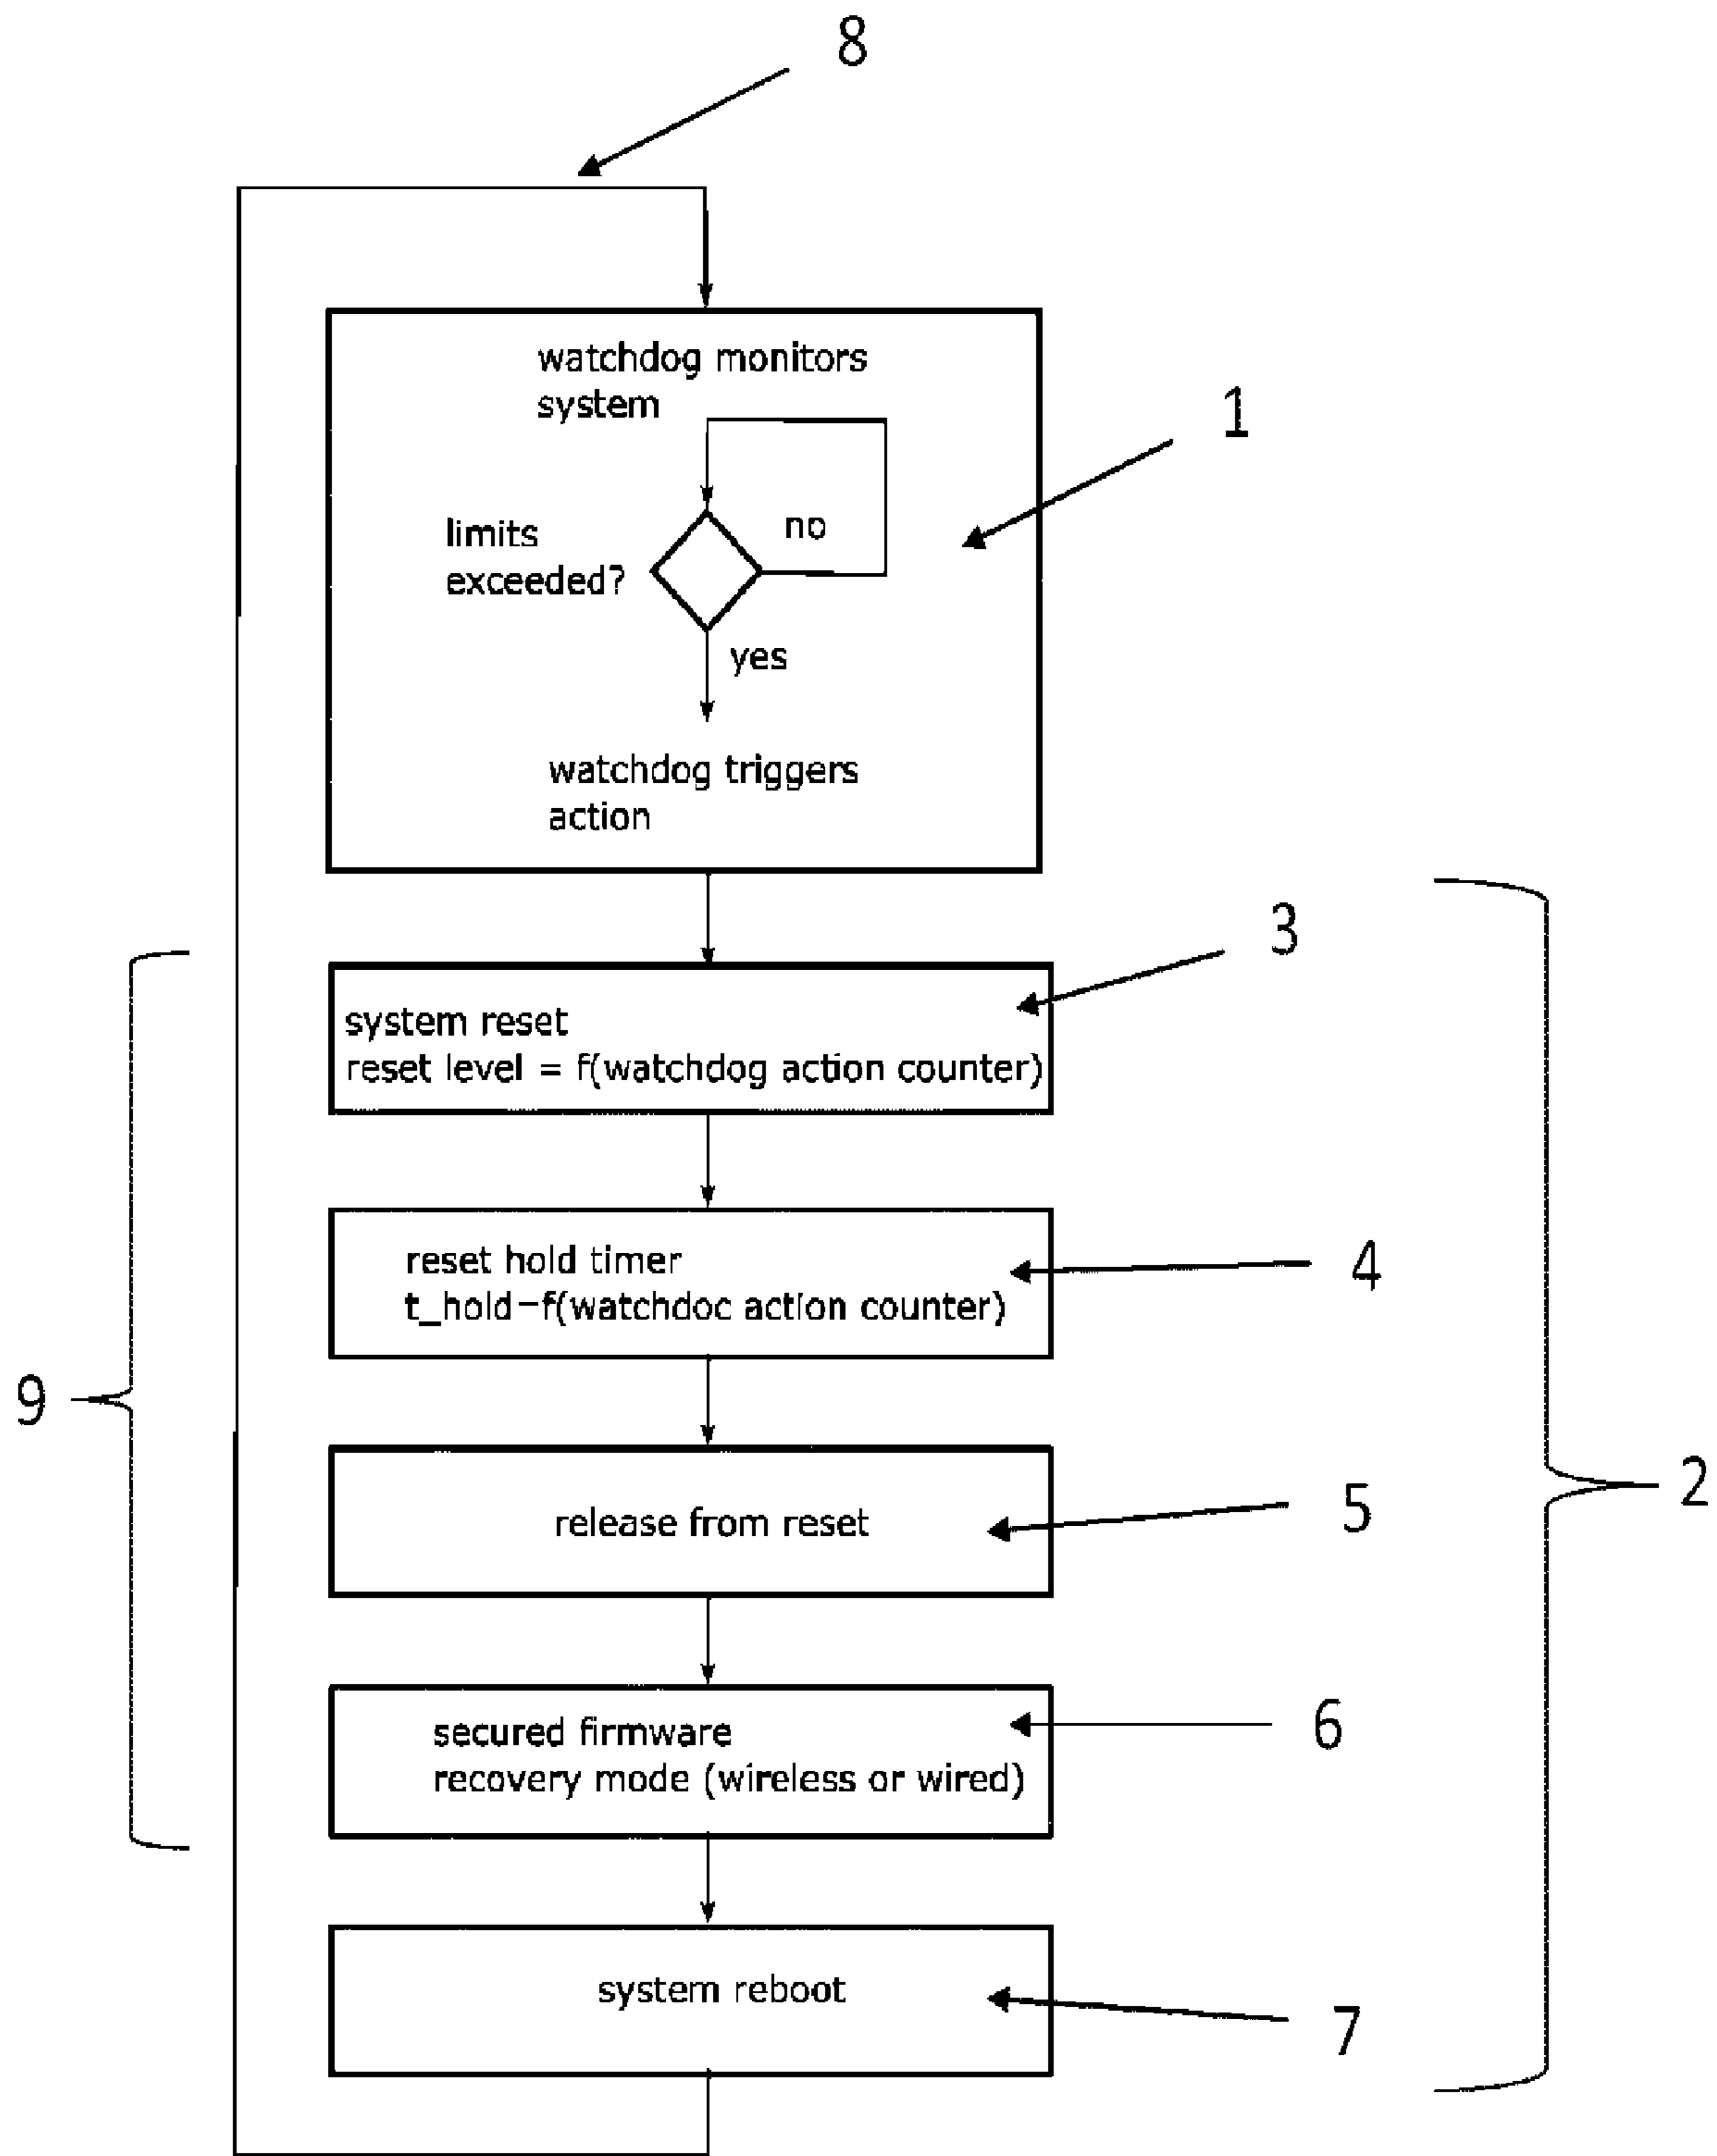 8
watchdog monitors
system
1
no
limits
exceeded?
yes
watchdog triggers
action
3
system reset
reset level = f(watchdog action counter)
4
reset hold timer
t_hold=f(watchdoc action counter)
9
2
5
release from reset
6
secured firmware
recovery mode (wireless or wired)
system reboot
7